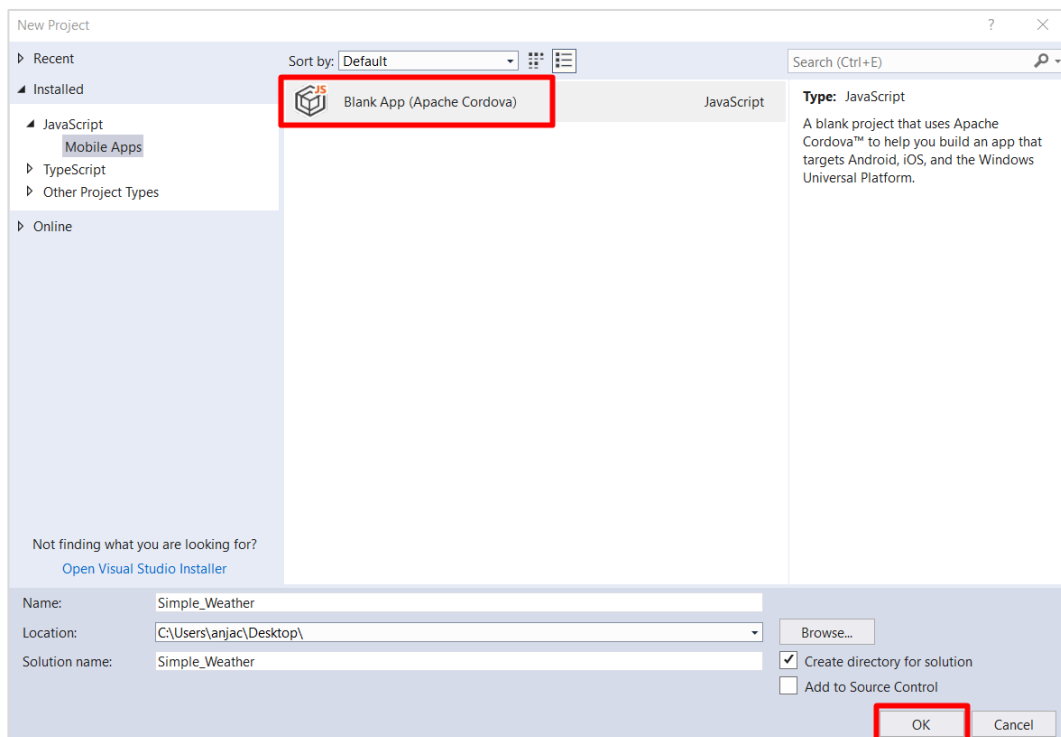 New Project
?
Recent
Installed
JavaScript
Mobile Apps
TypeScript
Other Project Types
Online
Not finding what you are looking for?
Open Visual Studio Installer
Sort by: Default
JS
Blank App (Apache Cordova) JavaScript
Search (Ctrl+E)
Type: JavaScript
A blank project that uses Apache
Cordova™ to help you build an app that
targets Android, iOS, and the Windows
Universal Platform.
Name: Simple_Weather
Location: C:\Users\anjac\Desktop\
Browse...
Solution name: Simple_Weather
Create directory for solution
Add to Source Control
OK Cancel